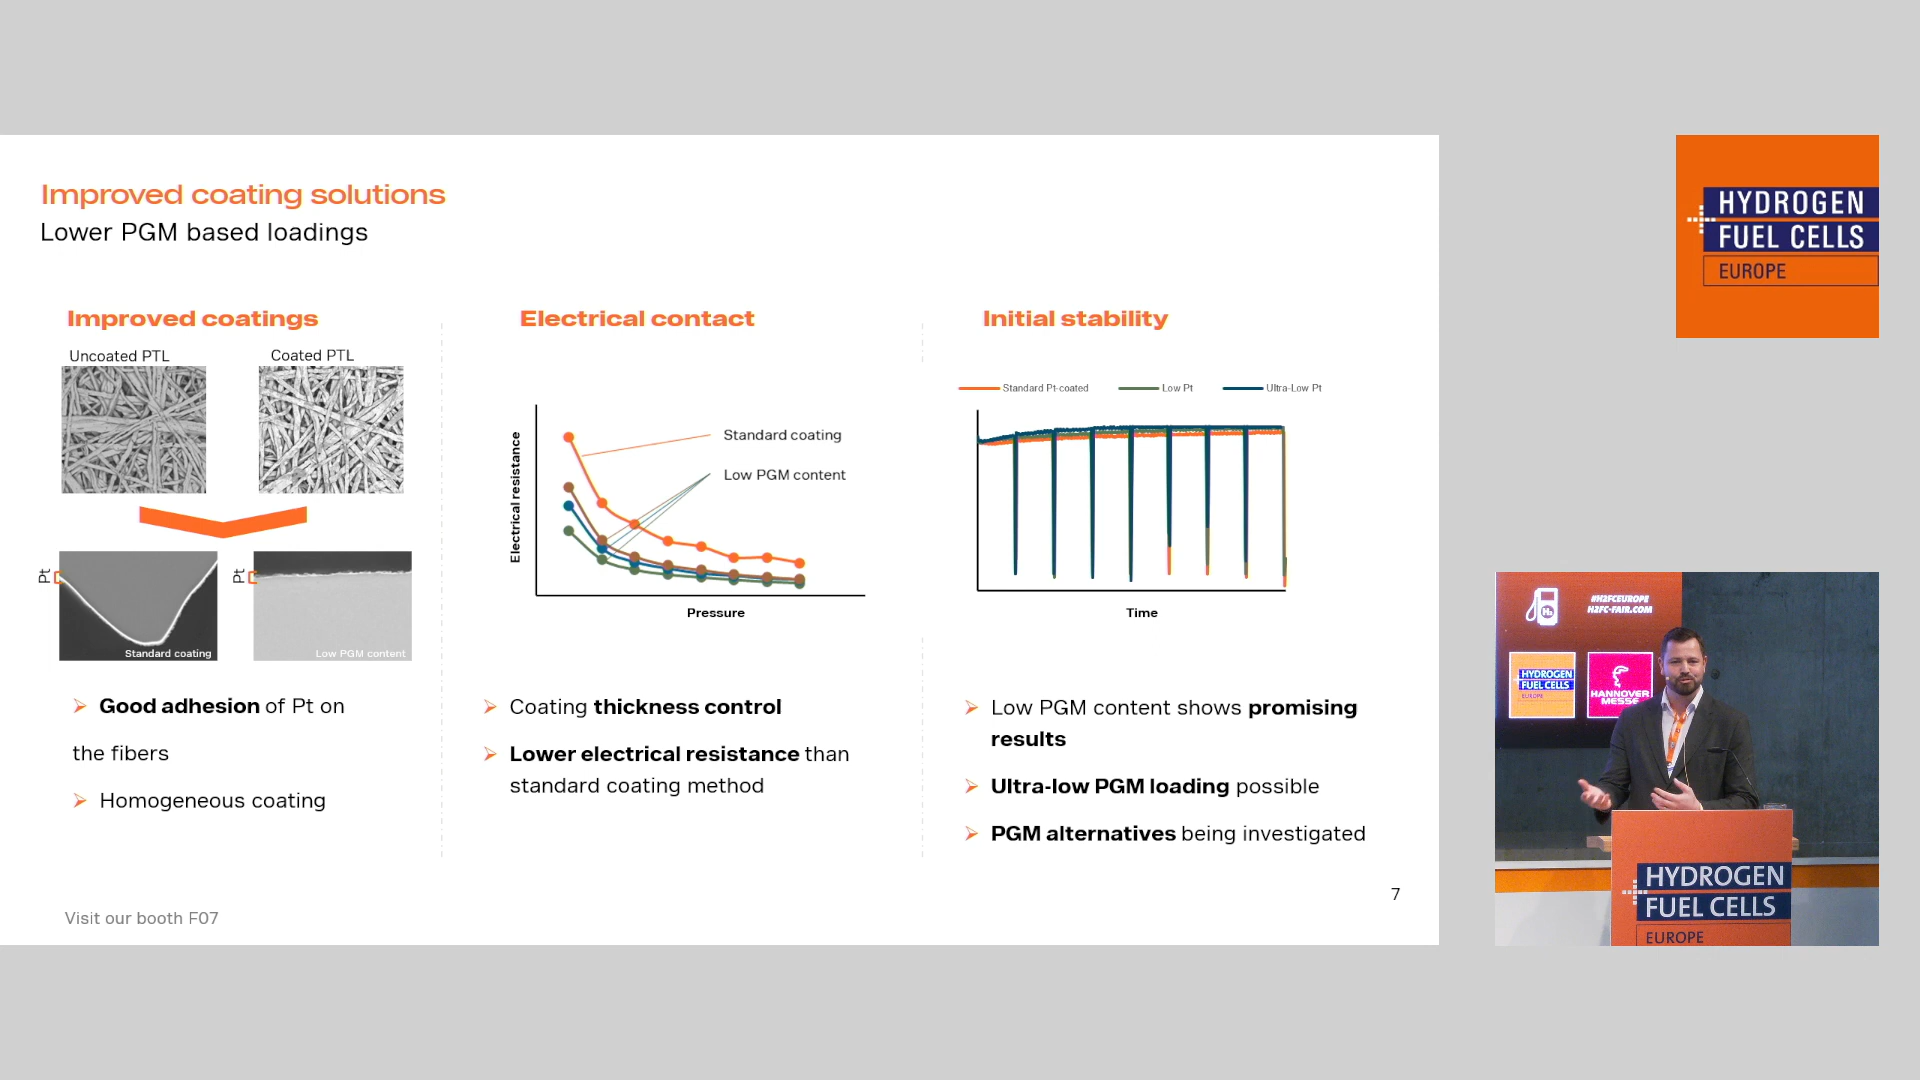 Improved coating solutions
Lower PGM based loadings
Improved coatings
Uncoated PTL
Coated PTL
Pt
Pt
Standard coating
Low PGM content
Good adhesion of Pt on
the fibers
Homogeneous coating
Electrical contact
Electrical resistance
Standard coating
Low PGM content
Pressure
Coating thickness control
Lower electrical resistance than
standard coating method
Initial stability
Standard Pt-coated
Low Pt
Ultra-Low Pt
Time
Low PGM content shows promising
results
Ultra-low PGM loading possible
PGM alternatives being investigated
7
Visit our booth F07
HYDROGEN
FUEL CELLS
EUROPE
H2
#H2FCEUROPE
H2FC-FAIR.COM
HYDROGEN
FUEL CELLS
EUROPE
HANNOVER
MESSE
HYDROGEN
FUEL CELLS
EUROPE